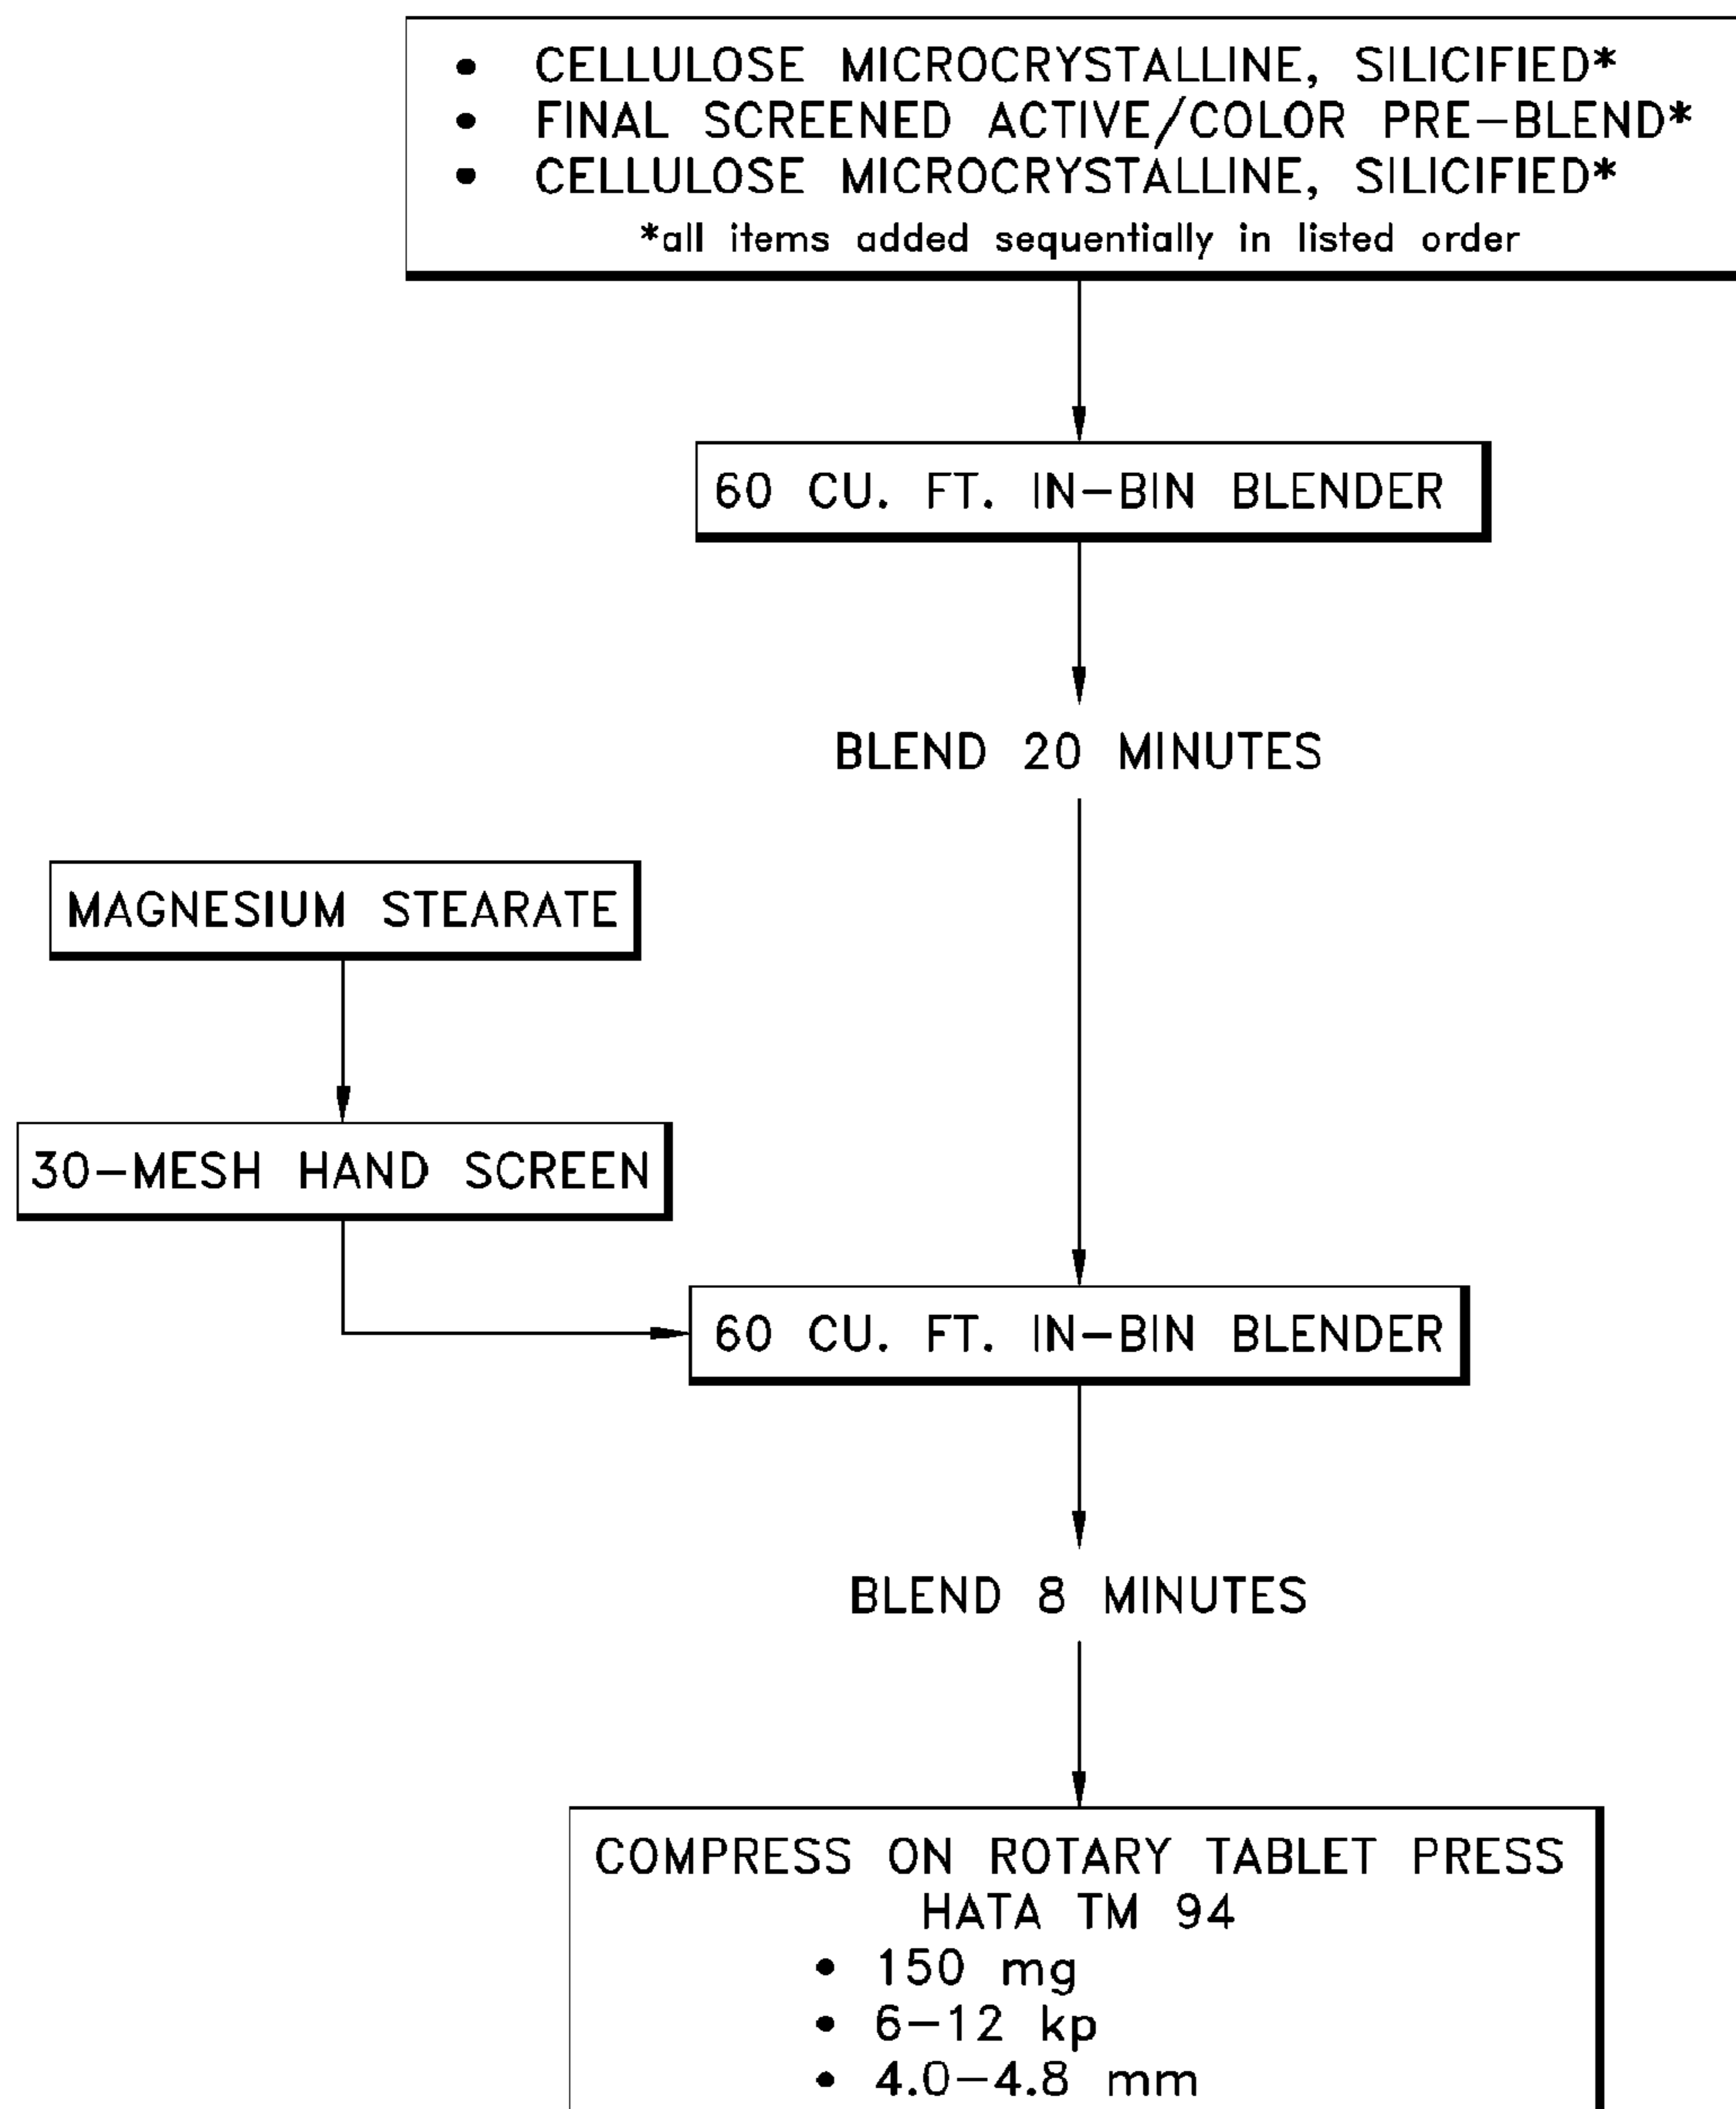 • CELLULOSE MICROCRYSTALLINE, SILICIFIED*
• FINAL SCREENED ACTIVE/COLOR PRE-BLEND*
• CELLULOSE MICROCRYSTALLINE, SILICIFIED*
*all items added sequentially in listed order
60 CU. FT. IN-BIN BLENDER
BLEND 20 MINUTES
MAGNESIUM STEARATE
30-MESH HAND SCREEN
60 CU. FT. IN-BIN BLENDER
BLEND 8 MINUTES
COMPRESS ON ROTARY TABLET PRESS
HATA TM 94
• 150 mg
• 6-12 kp
• 4.0-4.8 mm